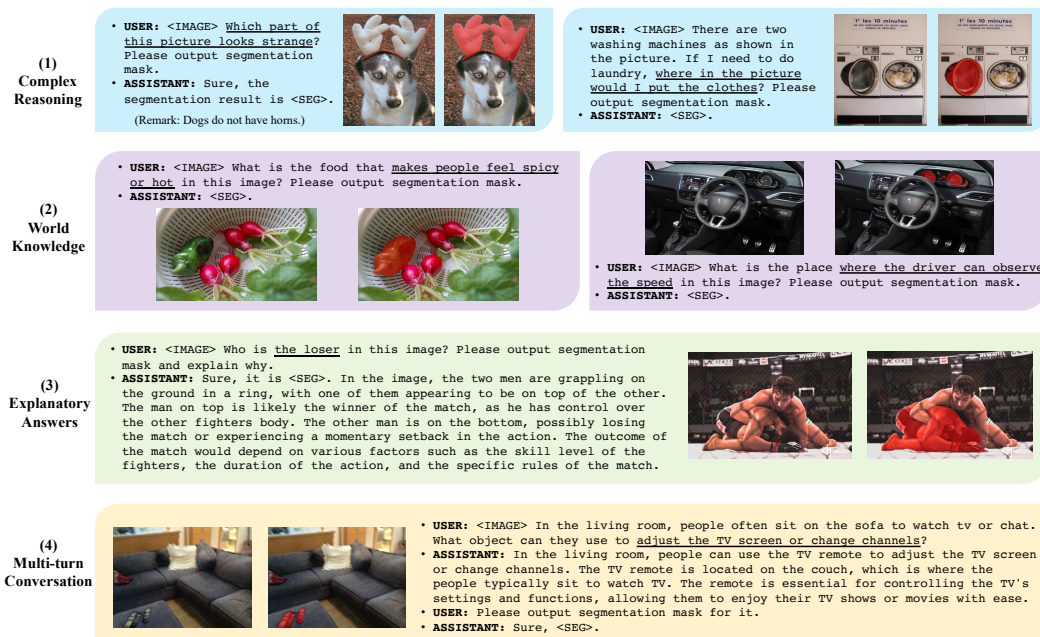 (1)
Complex
Reasoning
• USER: <IMAGE> Which part of
this picture looks strange?
Please output segmentation
mask.
• ASSISTANT: Sure, the
segmentation result is <SEG>.
(Remark: Dogs do not have horns.)
• USER: <IMAGE> There are two
washing machines as shown in
the picture. If I need to do
laundry, where in the picture
would I put the clothes? Please
output segmentation mask.
• ASSISTANT: <SEG>.
1" les 10 minutes
1" les 10 minutes
(2)
World
Knowledge
• USER: <IMAGE> What is the food that makes people feel spicy
or hot in this image? Please output segmentation mask.
• ASSISTANT: <SEG>.
• USER: <IMAGE> What is the place where the driver can observe
the speed in this image? Please output segmentation mask.
• ASSISTANT: <SEG>.
(3)
Explanatory
Answers
• USER: <IMAGE> Who is the loser in this image? Please output segmentation
mask and explain why.
• ASSISTANT: Sure, it is <SEG>. In the image, the two men are grappling on
the ground in a ring, with one of them appearing to be on top of the other.
The man on top is likely the winner of the match, as he has control over
the other fighters body. The other man is on the bottom, possibly losing
the match or experiencing a momentary setback in the action. The outcome of
the match would depend on various factors such as the skill level of the
fighters, the duration of the action, and the specific rules of the match.
(4)
Multi-turn
Conversation
• USER: <IMAGE> In the living room, people often sit on the sofa to watch tv or chat.
What object can they use to adjust the TV screen or change channels?
• ASSISTANT: In the living room, people can use the TV remote to adjust the TV screen
or change channels. The TV remote is located on the couch, which is where the
people typically sit to watch TV. The remote is essential for controlling the TV's
settings and functions, allowing them to enjoy their TV shows or movies with ease.
• USER: Please output segmentation mask for it.
• ASSISTANT: Sure, <SEG>.